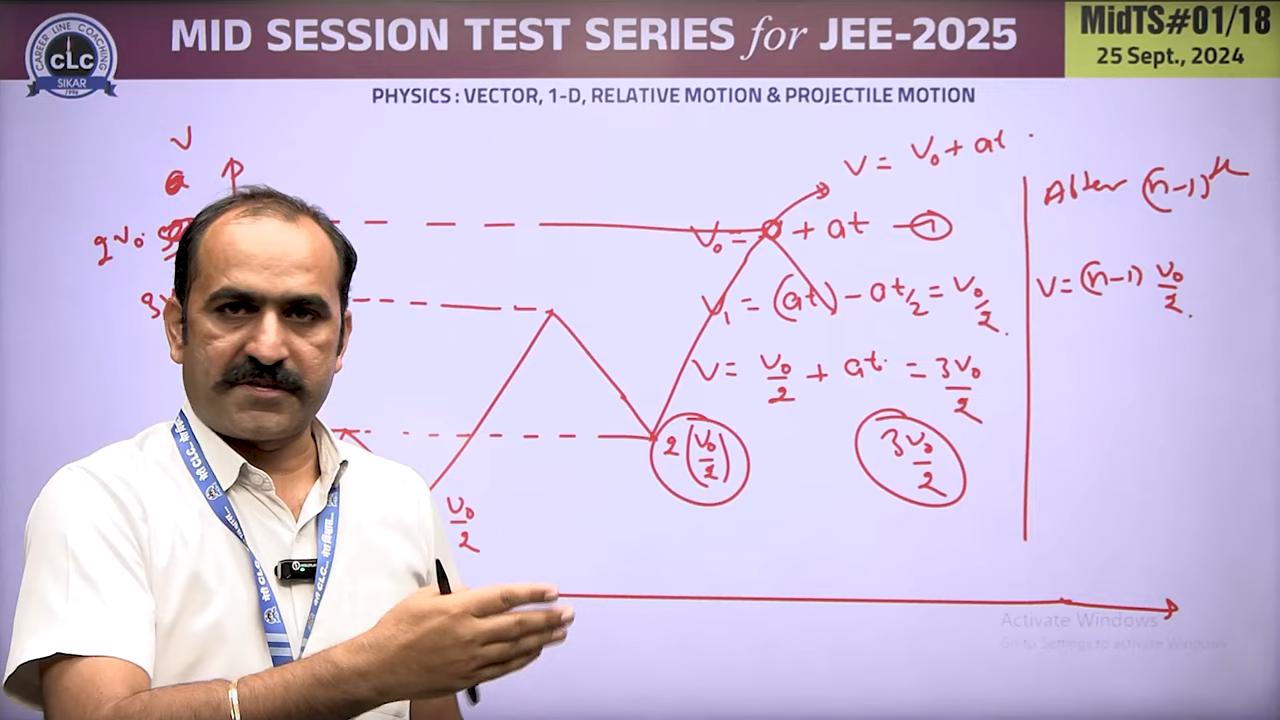 CAREER LINE COACHING
CLC
SIKAR
MID SESSION TEST SERIES for JEE-2025
MidTS#01/18
25 Sept., 2024
PHYSICS : VECTOR, 1-D, RELATIVE MOTION & PROJECTILE MOTION
V
V = V₀ + at
2V₀
V₀ = 0 + at —①
3
V₁ = (at) - at/2 = V₀/2
V = V₀/2 + at = 3V₀/2
2(V₀/2)
3V₀/2
V₀/2
After (n-1)th
V = (n-1) V₀/2
Activate Windows
Go to Settings to activate Windows.